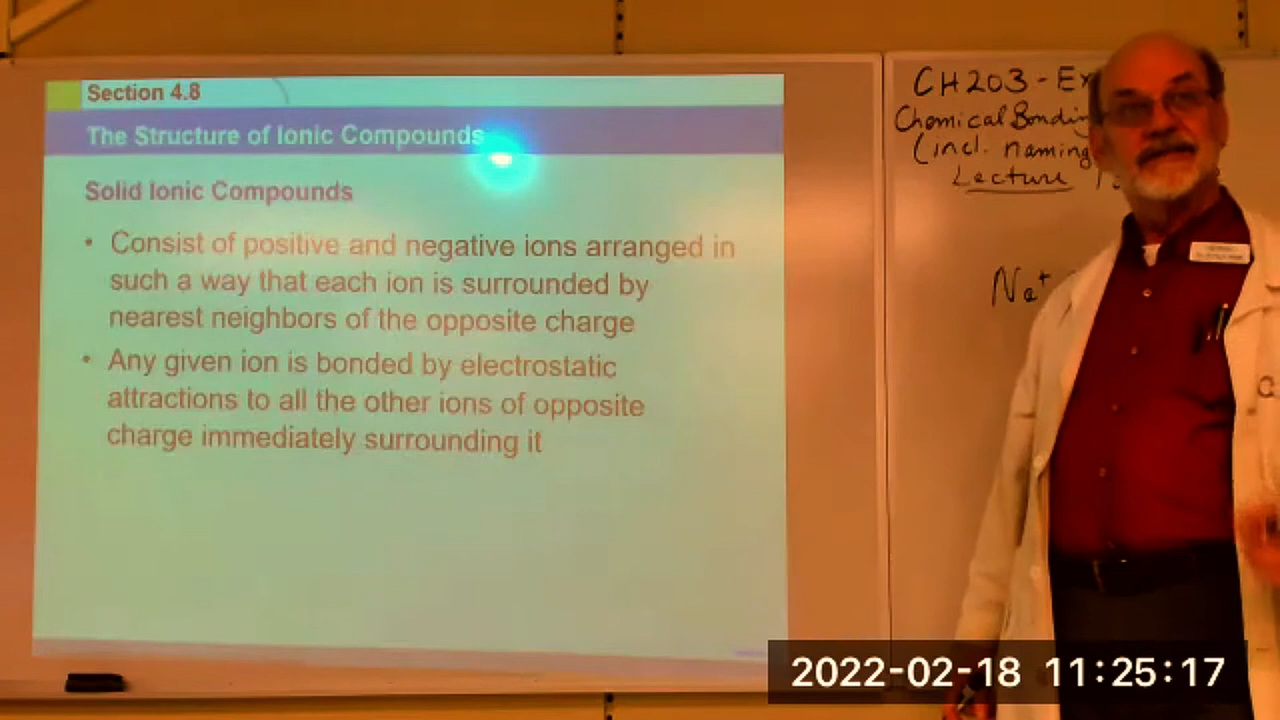 Section 4.8
The Structure of Ionic Compounds
Solid Ionic Compounds
• Consist of positive and negative ions arranged in
such a way that each ion is surrounded by
nearest neighbors of the opposite charge
• Any given ion is bonded by electrostatic
attractions to all the other ions of opposite
charge immediately surrounding it
CH203-Ex
Chemical Bonding
(incl. naming
Lecture
Na+
2022-02-18 11:25:17